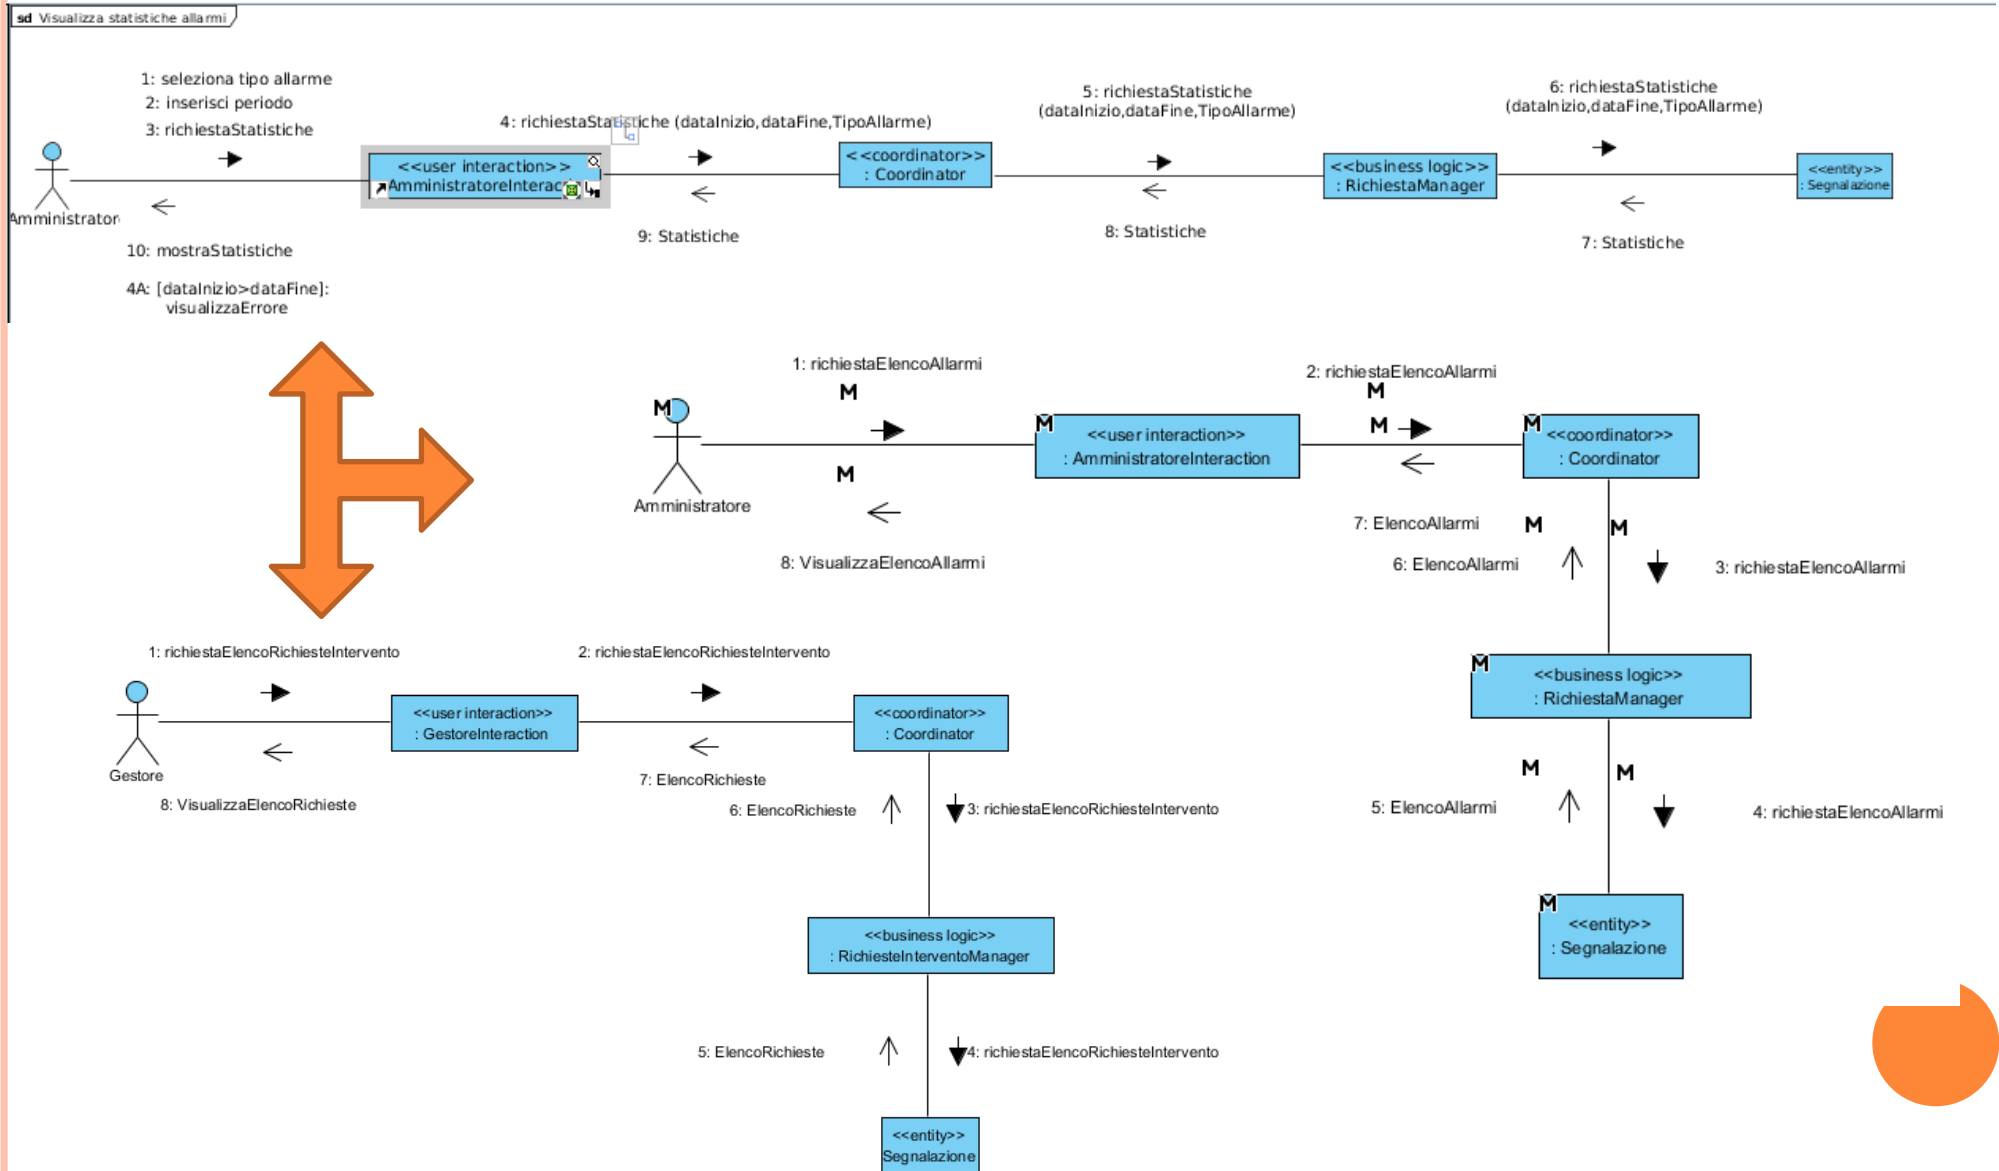 sd Visualizza statistiche allarmi
1: seleziona tipo allarme
2: inserisci periodo
3: richiestaStatistiche
4: richiestaStatistiche (dataInizio,dataFine,TipoAllarme)
5: richiestaStatistiche
(dataInizio,dataFine,TipoAllarme)
6: richiestaStatistiche
(dataInizio,dataFine,TipoAllarme)
<<user interaction>>
AmministratoreInterac
<<coordinator>>
: Coordinator
<<business logic>>
: RichiestaManager
<<entity>>
: Segnalazione
Amministrator
10: mostraStatistiche
9: Statistiche
8: Statistiche
7: Statistiche
4A: [dataInizio>dataFine]:
visualizzaErrore
1: richiestaElencoAllarmi
M
2: richiestaElencoAllarmi
M
M
M
M
M
<<user interaction>>
: AmministratoreInteraction
<<coordinator>>
: Coordinator
M
Amministratore
8: VisualizzaElencoAllarmi
7: ElencoAllarmi
M
M
6: ElencoAllarmi
3: richiestaElencoAllarmi
M
<<business logic>>
: RichiestaManager
M
M
5: ElencoAllarmi
4: richiestaElencoAllarmi
M
<<entity>>
: Segnalazione
1: richiestaElencoRichiesteIntervento
2: richiestaElencoRichiesteIntervento
<<user interaction>>
: GestoreInteraction
<<coordinator>>
: Coordinator
Gestore
8: VisualizzaElencoRichieste
7: ElencoRichieste
6: ElencoRichieste
3: richiestaElencoRichiesteIntervento
<<business logic>>
: RichiesteInterventoManager
5: ElencoRichieste
4: richiestaElencoRichiesteIntervento
<<entity>>
Segnalazione